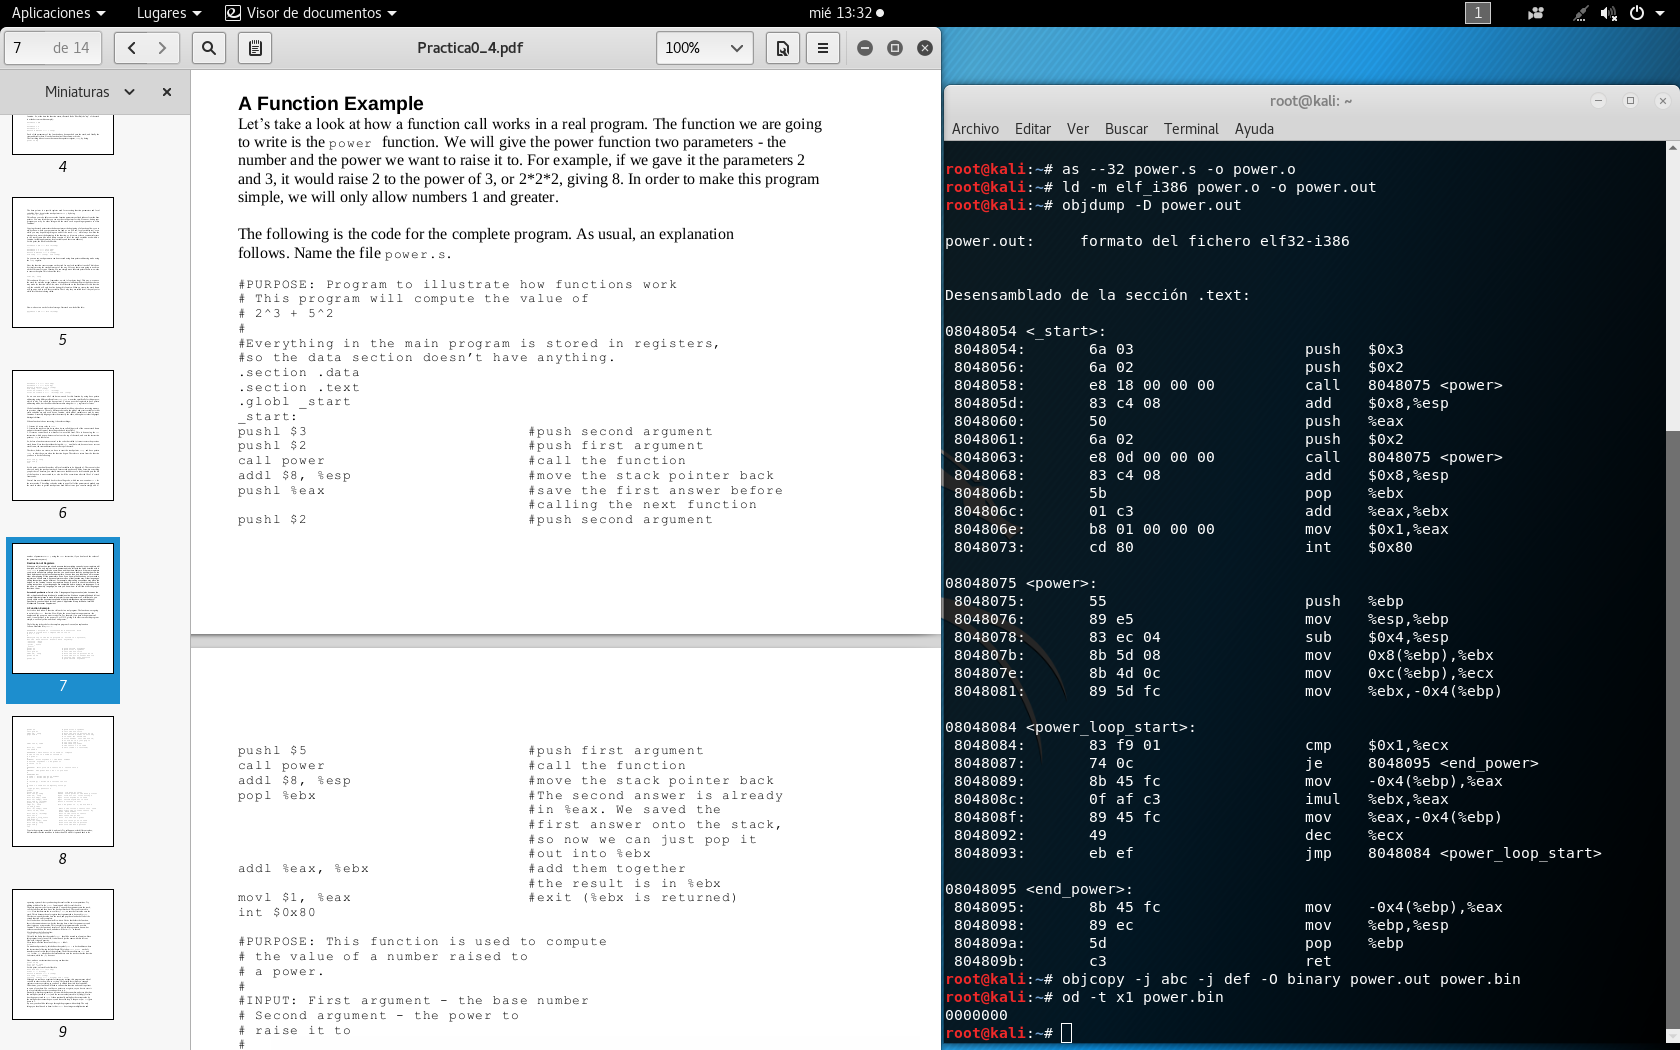 Aplicaciones Lugares Visor de documentos mié 13:32 1
7 de 14 Practica0_4.pdf 100%
Miniaturas
4
5
6
7
8
9
A Function Example
Let’s take a look at how a function call works in a real program. The function we are going
to write is the power function. We will give the power function two parameters - the
number and the power we want to raise it to. For example, if we gave it the parameters 2
and 3, it would raise 2 to the power of 3, or 2*2*2, giving 8. In order to make this program
simple, we will only allow numbers 1 and greater.
The following is the code for the complete program. As usual, an explanation
follows. Name the file power.s.
#PURPOSE: Program to illustrate how functions work
# This program will compute the value of
# 2^3 + 5^2
#
#Everything in the main program is stored in registers,
#so the data section doesn’t have anything.
.section .data
.section .text
.globl _start
_start:
pushl $3 #push second argument
pushl $2 #push first argument
call power #call the function
addl $8, %esp #move the stack pointer back
pushl %eax #save the first answer before
#calling the next function
pushl $2 #push second argument
pushl $5 #push first argument
call power #call the function
addl $8, %esp #move the stack pointer back
popl %ebx #The second answer is already
#in %eax. We saved the
#first answer onto the stack,
#so now we can just pop it
#out into %ebx
addl %eax, %ebx #add them together
#the result is in %ebx
movl $1, %eax #exit (%ebx is returned)
int $0x80
#PURPOSE: This function is used to compute
# the value of a number raised to
# a power.
#
#INPUT: First argument - the base number
# Second argument - the power to
# raise it to
#
root@kali: ~
Archivo Editar Ver Buscar Terminal Ayuda
root@kali:~# as --32 power.s -o power.o
root@kali:~# ld -m elf_i386 power.o -o power.out
root@kali:~# objdump -D power.out
power.out: formato del fichero elf32-i386
Desensamblado de la sección .text:
08048054 <_start>:
8048054: 6a 03 push $0x3
8048056: 6a 02 push $0x2
8048058: e8 18 00 00 00 call 8048075 <power>
804805d: 83 c4 08 add $0x8,%esp
8048060: 50 push %eax
8048061: 6a 02 push $0x2
8048063: e8 0d 00 00 00 call 8048075 <power>
8048068: 83 c4 08 add $0x8,%esp
804806b: 5b pop %ebx
804806c: 01 c3 add %eax,%ebx
804806e: b8 01 00 00 00 mov $0x1,%eax
8048073: cd 80 int $0x80
08048075 <power>:
8048075: 55 push %ebp
8048076: 89 e5 mov %esp,%ebp
8048078: 83 ec 04 sub $0x4,%esp
804807b: 8b 5d 08 mov 0x8(%ebp),%ebx
804807e: 8b 4d 0c mov 0xc(%ebp),%ecx
8048081: 89 5d fc mov %ebx,-0x4(%ebp)
08048084 <power_loop_start>:
8048084: 83 f9 01 cmp $0x1,%ecx
8048087: 74 0c je 8048095 <end_power>
8048089: 8b 45 fc mov -0x4(%ebp),%eax
804808c: 0f af c3 imul %ebx,%eax
804808f: 89 45 fc mov %eax,-0x4(%ebp)
8048092: 49 dec %ecx
8048093: eb ef jmp 8048084 <power_loop_start>
08048095 <end_power>:
8048095: 8b 45 fc mov -0x4(%ebp),%eax
8048098: 89 ec mov %ebp,%esp
804809a: 5d pop %ebp
804809b: c3 ret
root@kali:~# objcopy -j abc -j def -O binary power.out power.bin
root@kali:~# od -t x1 power.bin
0000000
root@kali:~#